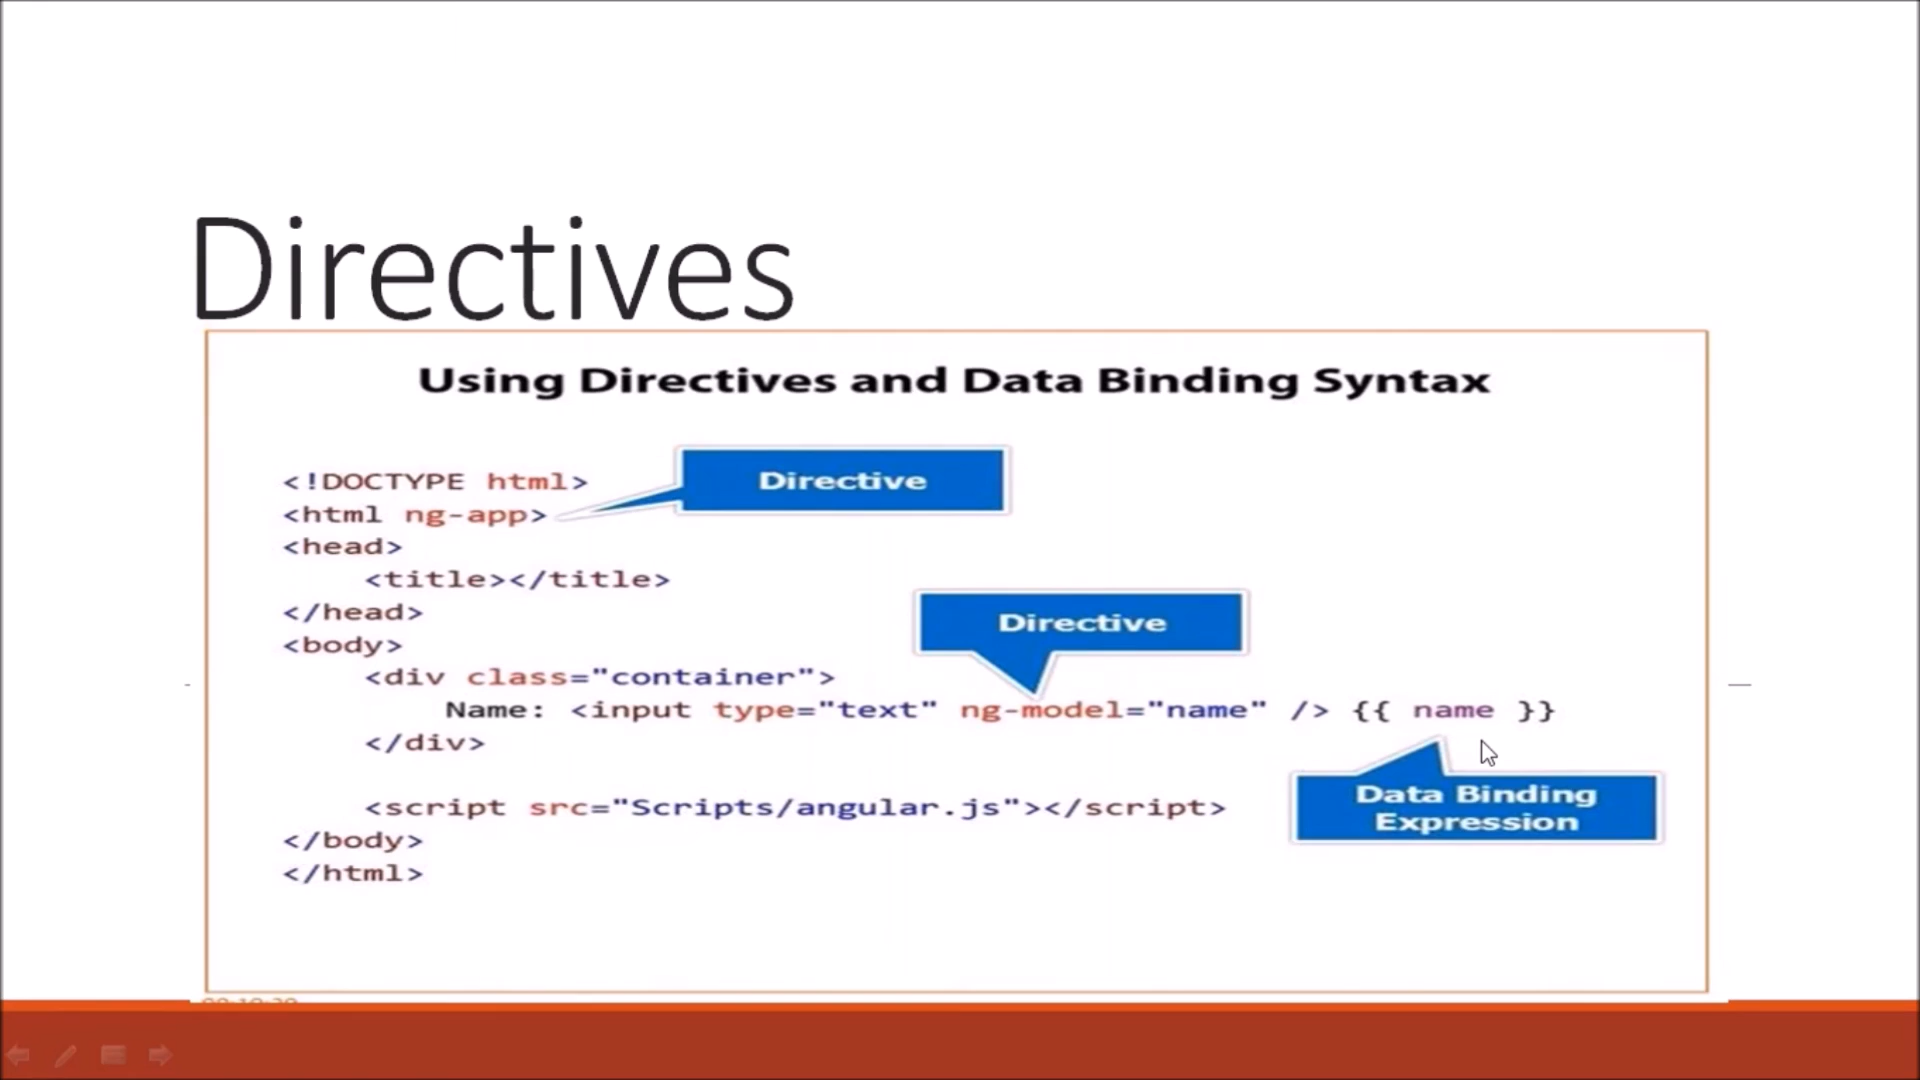 Directives
Using Directives and Data Binding Syntax
Directive
<!DOCTYPE html>
<html ng-app>
<head>
<title></title>
</head>
Directive
<body>
<div class="container">
Name: <input type="text" ng-model="name" /> {{ name }}
</div>
Data Binding
Expression
<script src="Scripts/angular.js"></script>
</body>
</html>